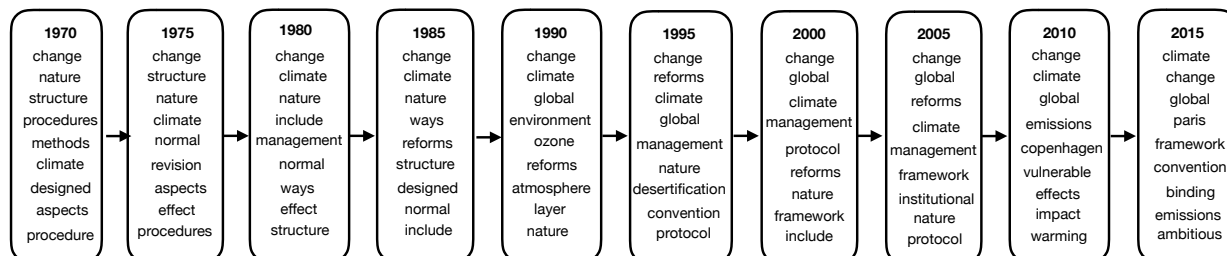 1970
change
nature
structure
procedures
methods
climate
designed
aspects
procedure
1975
change
structure
nature
climate
normal
revision
aspects
effect
procedures
1980
change
climate
nature
include
management
normal
ways
effect
structure
1985
change
climate
nature
ways
reforms
structure
designed
normal
include
1990
change
climate
global
environment
ozone
reforms
atmosphere
layer
nature
1995
change
reforms
climate
global
management
nature
desertification
convention
protocol
2000
change
global
climate
management
protocol
reforms
nature
framework
include
2005
change
global
reforms
climate
management
framework
institutional
nature
protocol
2010
change
climate
global
emissions
copenhagen
vulnerable
effects
impact
warming
2015
climate
change
global
paris
framework
convention
binding
emissions
ambitious